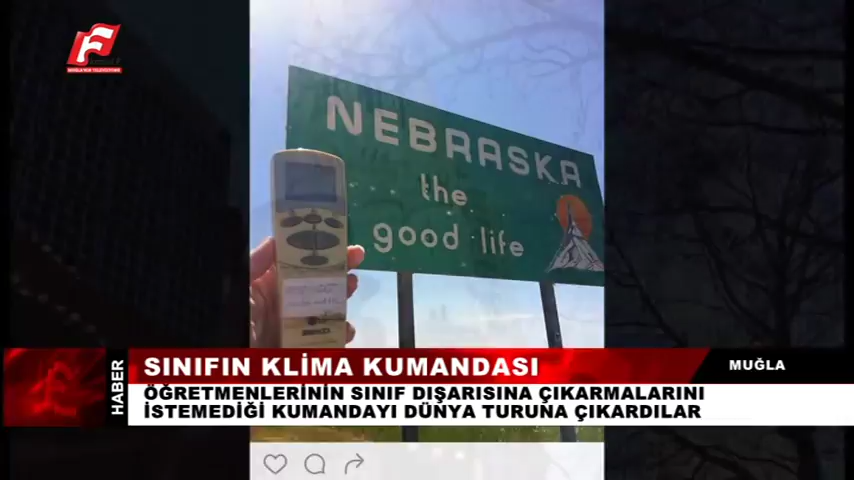 NEBRASKA
the
good life
HABER
SINIFIN KLİMA KUMANDASI
MUĞLA
ÖĞRETMENLERİNİN SINIF DIŞARISINA ÇIKARMALARINI
İSTEMEDİĞİ KUMANDAYI DÜNYA TURUNA ÇIKARDILAR